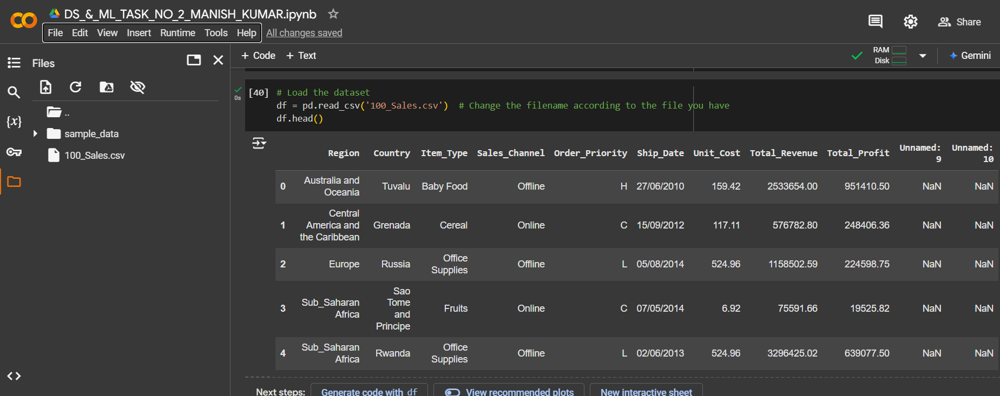 DS_&_ML_TASK_NO_2_MANISH_KUMAR.ipynb
File Edit View Insert Runtime Tools Help All changes saved
Share
Files
+ Code + Text
RAM
Disk
Gemini
..
sample_data
100_Sales.csv
{x}
0s
[40] # Load the dataset
df = pd.read_csv('100_Sales.csv')  # Change the filename according to the file you have
df.head()
Region Country Item_Type Sales_Channel Order_Priority Ship_Date Unit_Cost Total_Revenue Total_Profit Unnamed: 9 Unnamed: 10
0 Australia and Oceania Tuvalu Baby Food Offline H 27/06/2010 159.42 2533654.00 951410.50 NaN NaN
1 Central America and the Caribbean Grenada Cereal Online C 15/09/2012 117.11 576782.80 248406.36 NaN NaN
2 Europe Russia Office Supplies Offline L 05/08/2014 524.96 1158502.59 224598.75 NaN NaN
3 Sub_Saharan Africa Sao Tome and Principe Fruits Online C 07/05/2014 6.92 75591.66 19525.82 NaN NaN
4 Sub_Saharan Africa Rwanda Office Supplies Offline L 02/06/2013 524.96 3296425.02 639077.50 NaN NaN
Next steps: Generate code with df View recommended plots New interactive sheet